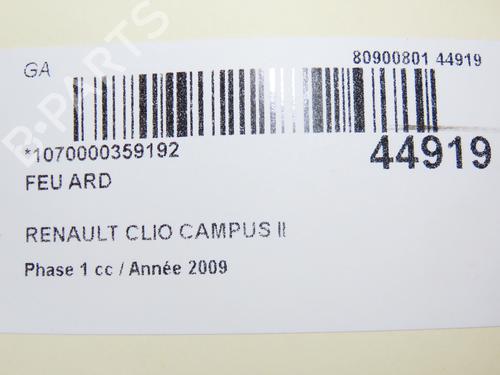 GA
80900801 44919
B-PARTS
*1070000359192
44919
FEU ARD
RENAULT CLIO CAMPUS II
Phase 1 cc / Année 2009